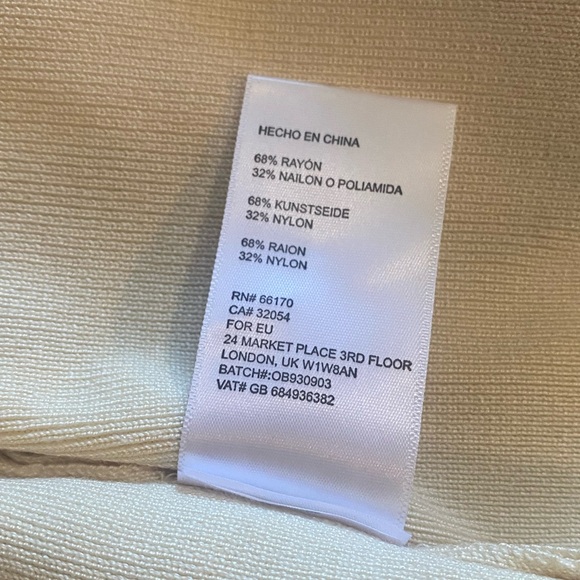 HECHO EN CHINA
68% RAYÓN
32% NAILON O POLIAMIDA
68% KUNSTSEIDE
32% NYLON
68% RAION
32% NYLON
RN# 66170
CA# 32054
FOR EU
24 MARKET PLACE 3RD FLOOR
LONDON, UK W1W8AN
BATCH#:OB930903
VAT# GB 684936382